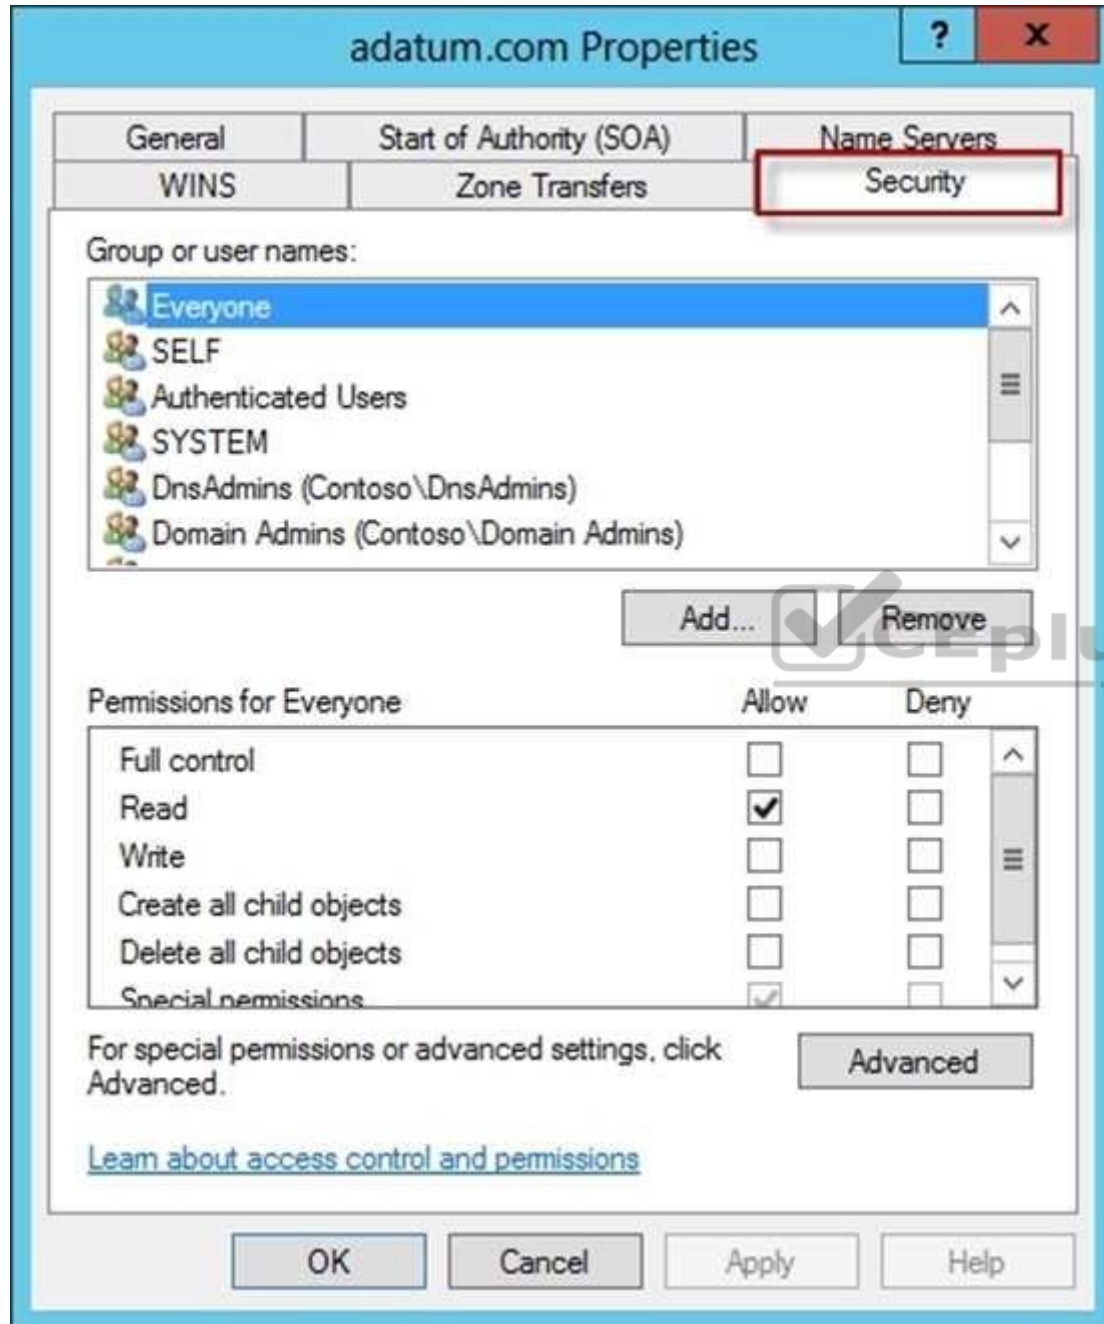 adatum.com Properties
?
x
General
Start of Authority (SOA)
Name Servers
WINS
Zone Transfers
Security
Group or user names:
Everyone
SELF
Authenticated Users
SYSTEM
DnsAdmins (Contoso\DnsAdmins)
Domain Admins (Contoso\Domain Admins)
Add...
Remove
CEplu
Permissions for Everyone
Allow
Deny
Full control
Read
Write
Create all child objects
Delete all child objects
Special permissions
For special permissions or advanced settings, click
Advanced.
Advanced
Learn about access control and permissions
OK
Cancel
Apply
Help